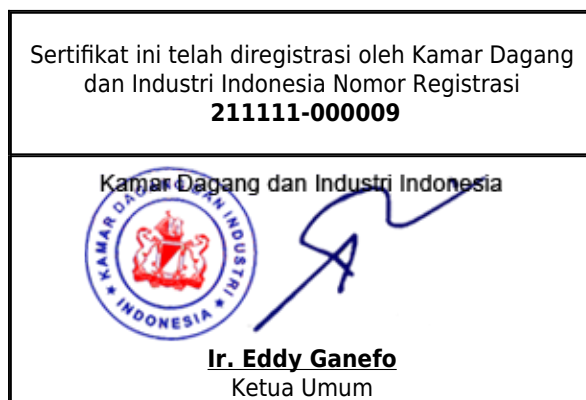 Sertifikat ini telah diregistrasi oleh Kamar Dagang
dan Industri Indonesia Nomor Registrasi
211111-000009
Kamar Dagang dan Industri Indonesia
KAMAR DAGANG DAN INDUSTRI
INDONESIA
Ir. Eddy Ganefo
Ketua Umum